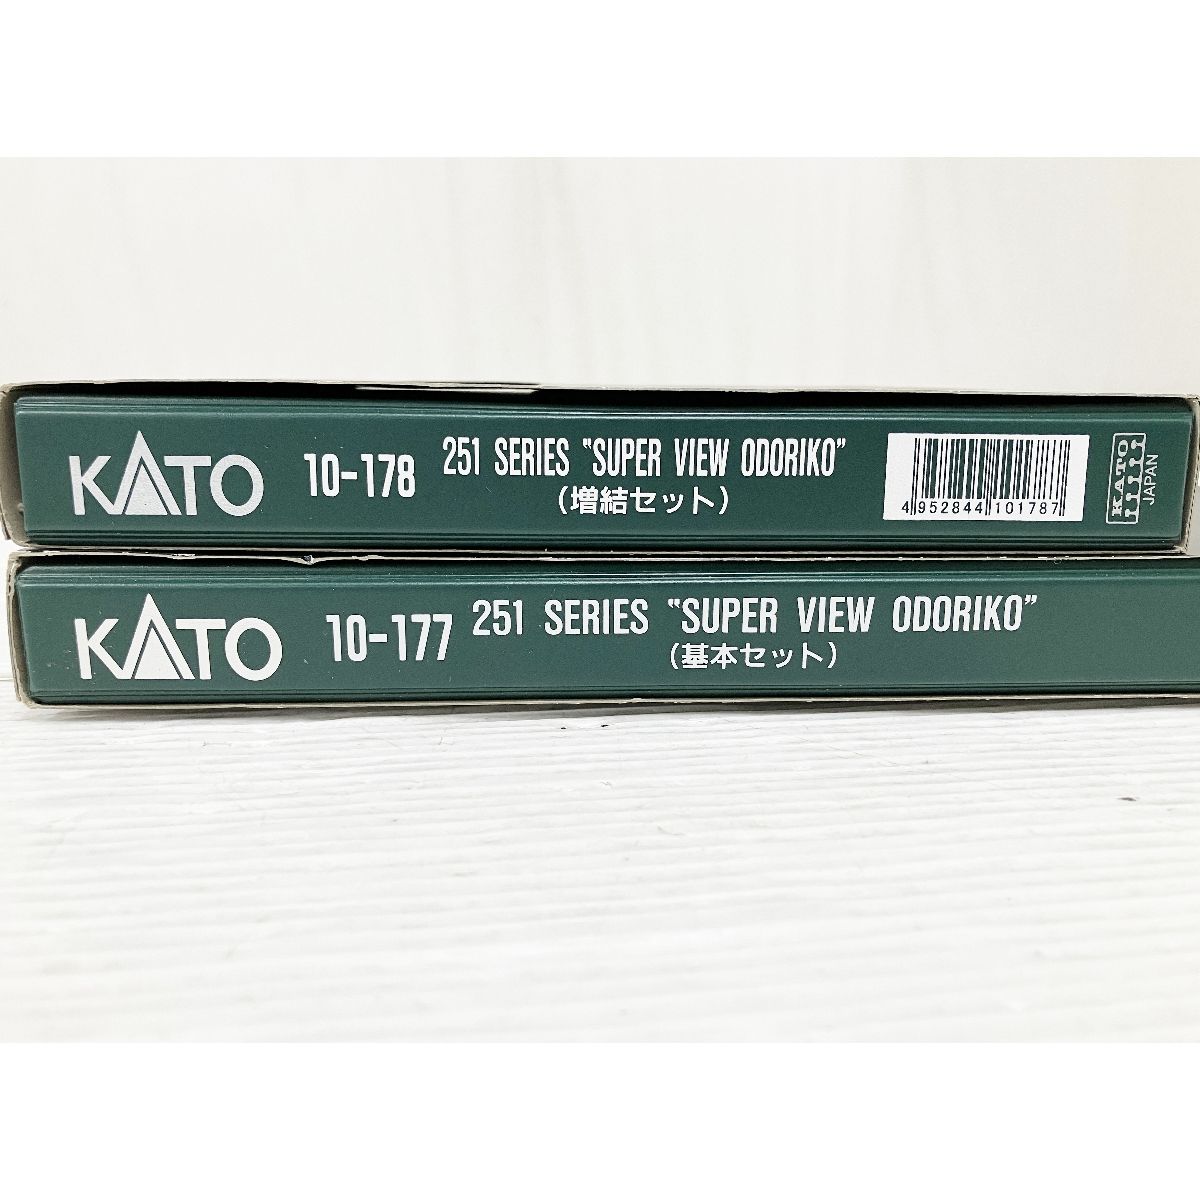 KATO 10-178 251 SERIES "SUPER VIEW ODORIKO"
(増結セット)
4 952844 101787
KATO
JAPAN
KATO 10-177 251 SERIES "SUPER VIEW ODORIKO"
(基本セット)